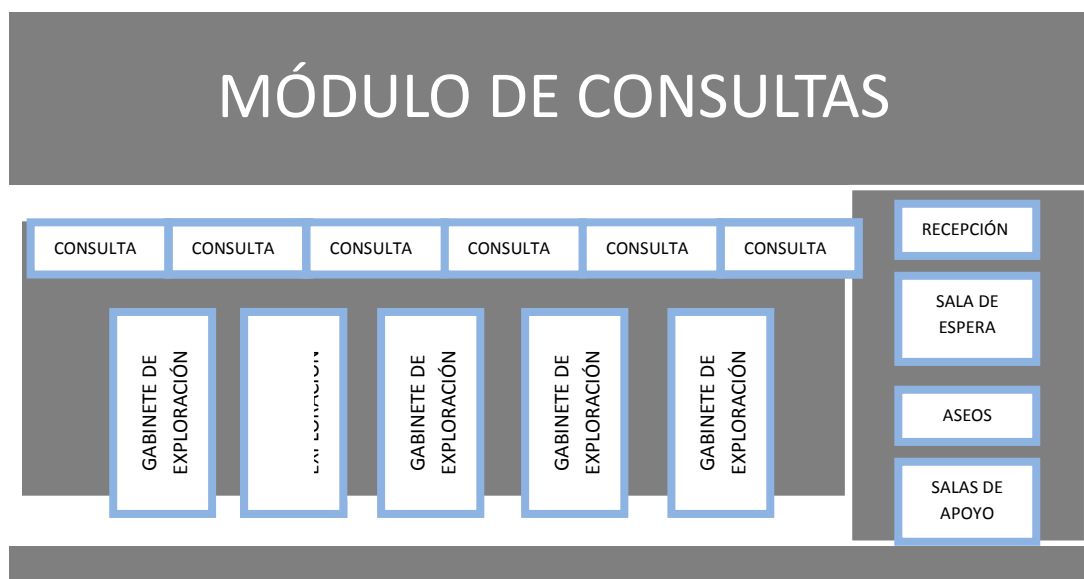 MÓDULO DE CONSULTAS
CONSULTA
CONSULTA
CONSULTA
CONSULTA
CONSULTA
CONSULTA
RECEPCIÓN
SALA DE
ESPERA
ASEOS
SALAS DE
APOYO
GABINETE DE
EXPLORACIÓN
GABINETE DE
EXPLORACIÓN
GABINETE DE
EXPLORACIÓN
GABINETE DE
EXPLORACIÓN